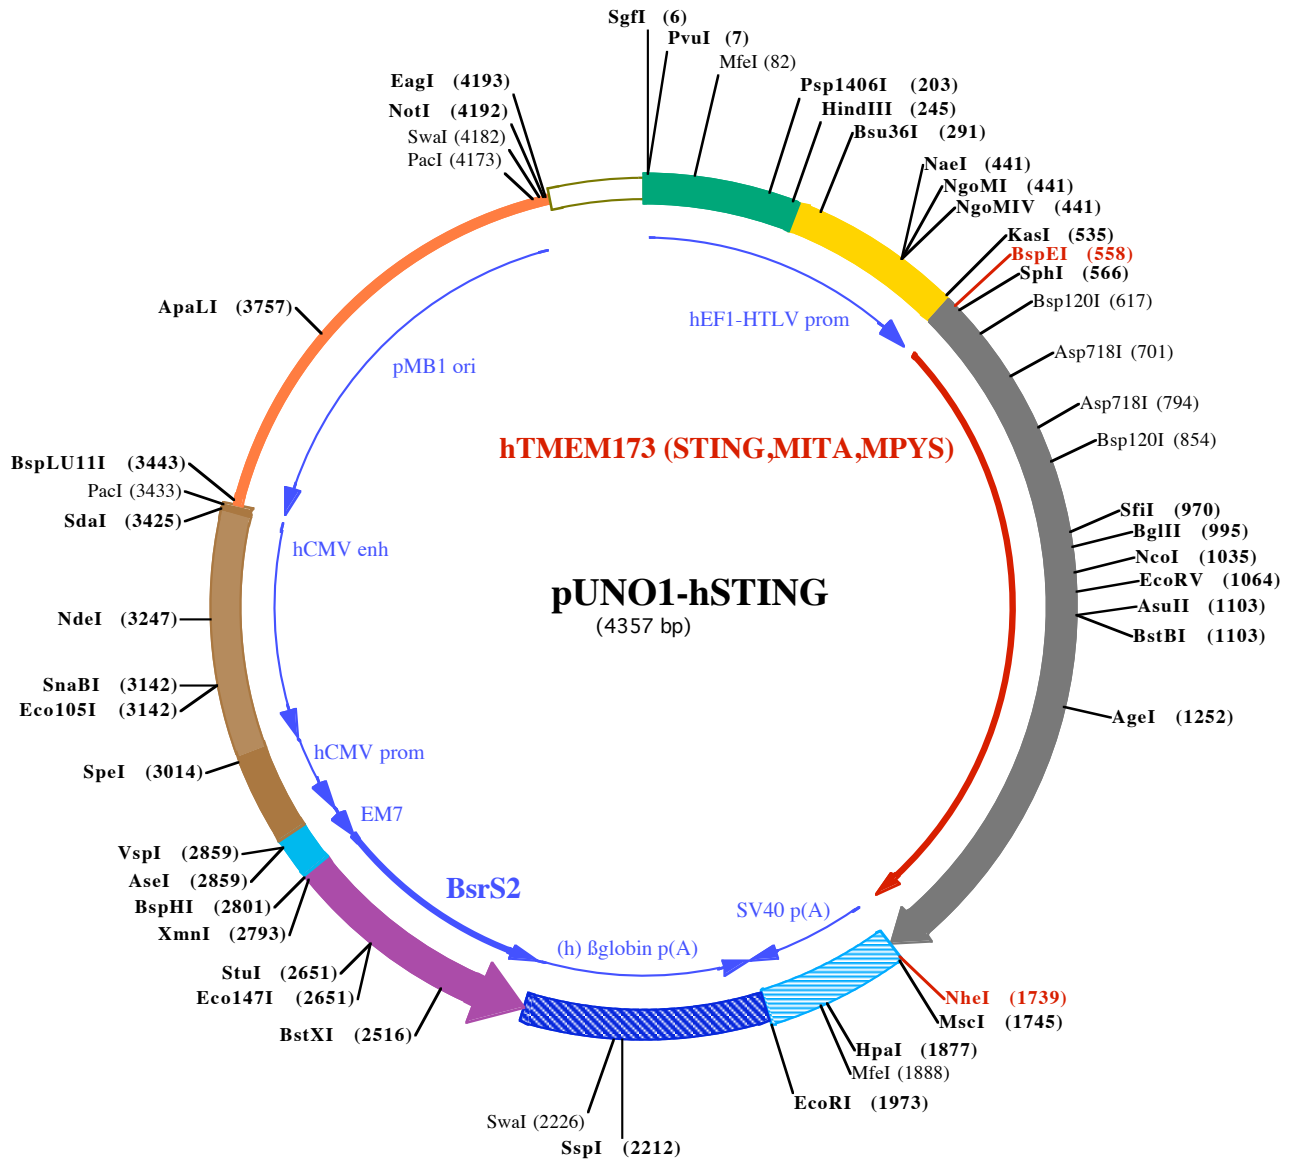 SgfI (6)
PvuI (7)
MfeI (82)
Psp1406I (203)
HindIII (245)
Bsu36I (291)
NaeI (441)
NgoMI (441)
NgoMIV (441)
KasI (535)
BspEI (558)
SphI (566)
Bsp120I (617)
Asp718I (701)
Asp718I (794)
Bsp120I (854)
SfiI (970)
BglII (995)
NcoI (1035)
EcoRV (1064)
AsuII (1103)
BstBI (1103)
AgeI (1252)
NheI (1739)
MscI (1745)
HpaI (1877)
MfeI (1888)
EcoRI (1973)
SspI (2212)
SwaI (2226)
BstXI (2516)
Eco147I (2651)
StuI (2651)
XmnI (2793)
BspHI (2801)
AseI (2859)
VspI (2859)
SpeI (3014)
Eco105I (3142)
SnaBI (3142)
NdeI (3247)
SdaI (3425)
PacI (3433)
BspLU11I (3443)
ApaLI (3757)
PacI (4173)
SwaI (4182)
NotI (4192)
EagI (4193)
hEF1-HTLV prom
pMB1 ori
hTMEM173 (STING,MITA,MPYS)
hCMV enh
pUNO1-hSTING
(4357 bp)
hCMV prom
EM7
BsrS2
SV40 p(A)
(h) ßglobin p(A)